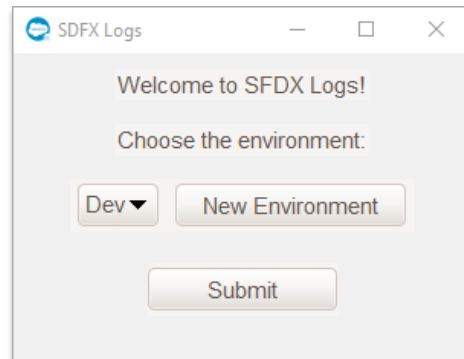 SDFX Logs
Welcome to SFDX Logs!
Choose the environment:
Dev New Environment
Submit